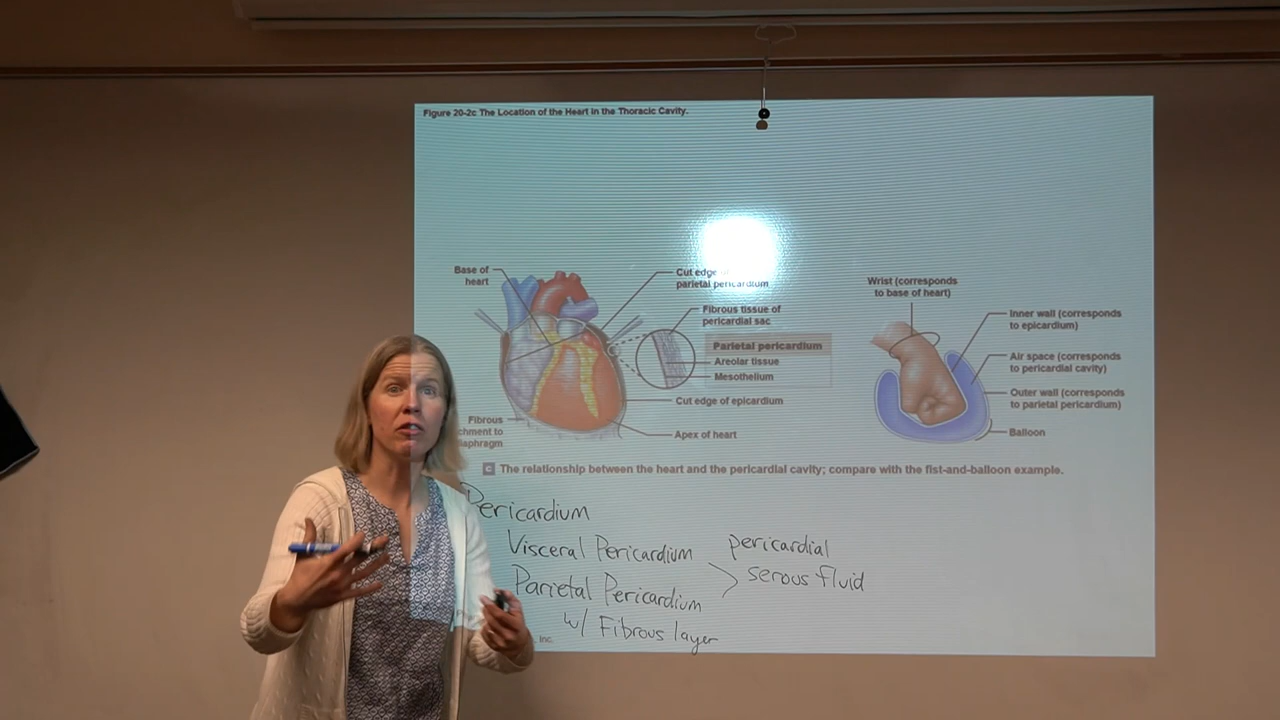 Figure 20-2c The Location of the Heart in the Thoracic Cavity.
Base of
heart
Cut edge of
parietal pericardium
Fibrous tissue of
pericardial sac
Parietal pericardium
Areolar tissue
Mesothelium
Cut edge of epicardium
Fibrous
chment to
aphragm
Apex of heart
Wrist (corresponds
to base of heart)
Inner wall (corresponds
to epicardium)
Air space (corresponds
to pericardial cavity)
Outer wall (corresponds
to parietal pericardium)
Balloon
c The relationship between the heart and the pericardial cavity; compare with the fist-and-balloon example.
Pericardium
Visceral Pericardium
Parietal Pericardium
w/ Fibrous layer
pericardial
serous fluid
Inc.